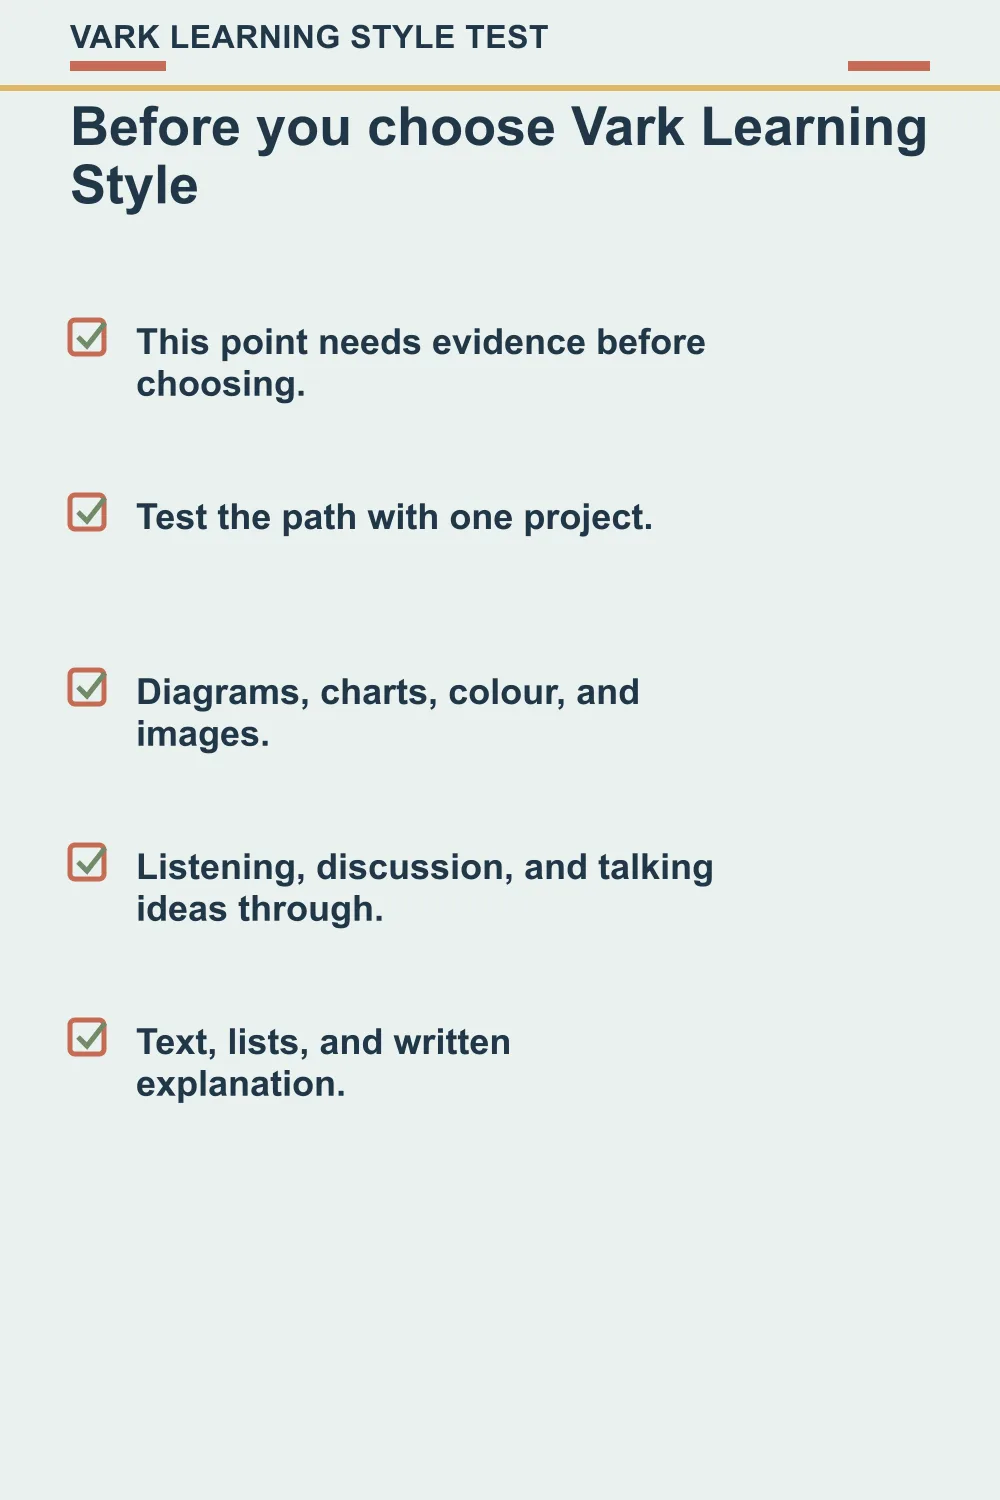 VARK LEARNING STYLE TEST
Before you choose Vark Learning
Style
This point needs evidence before
choosing.
Test the path with one project.
Diagrams, charts, colour, and
images.
Listening, discussion, and talking
ideas through.
Text, lists, and written
explanation.